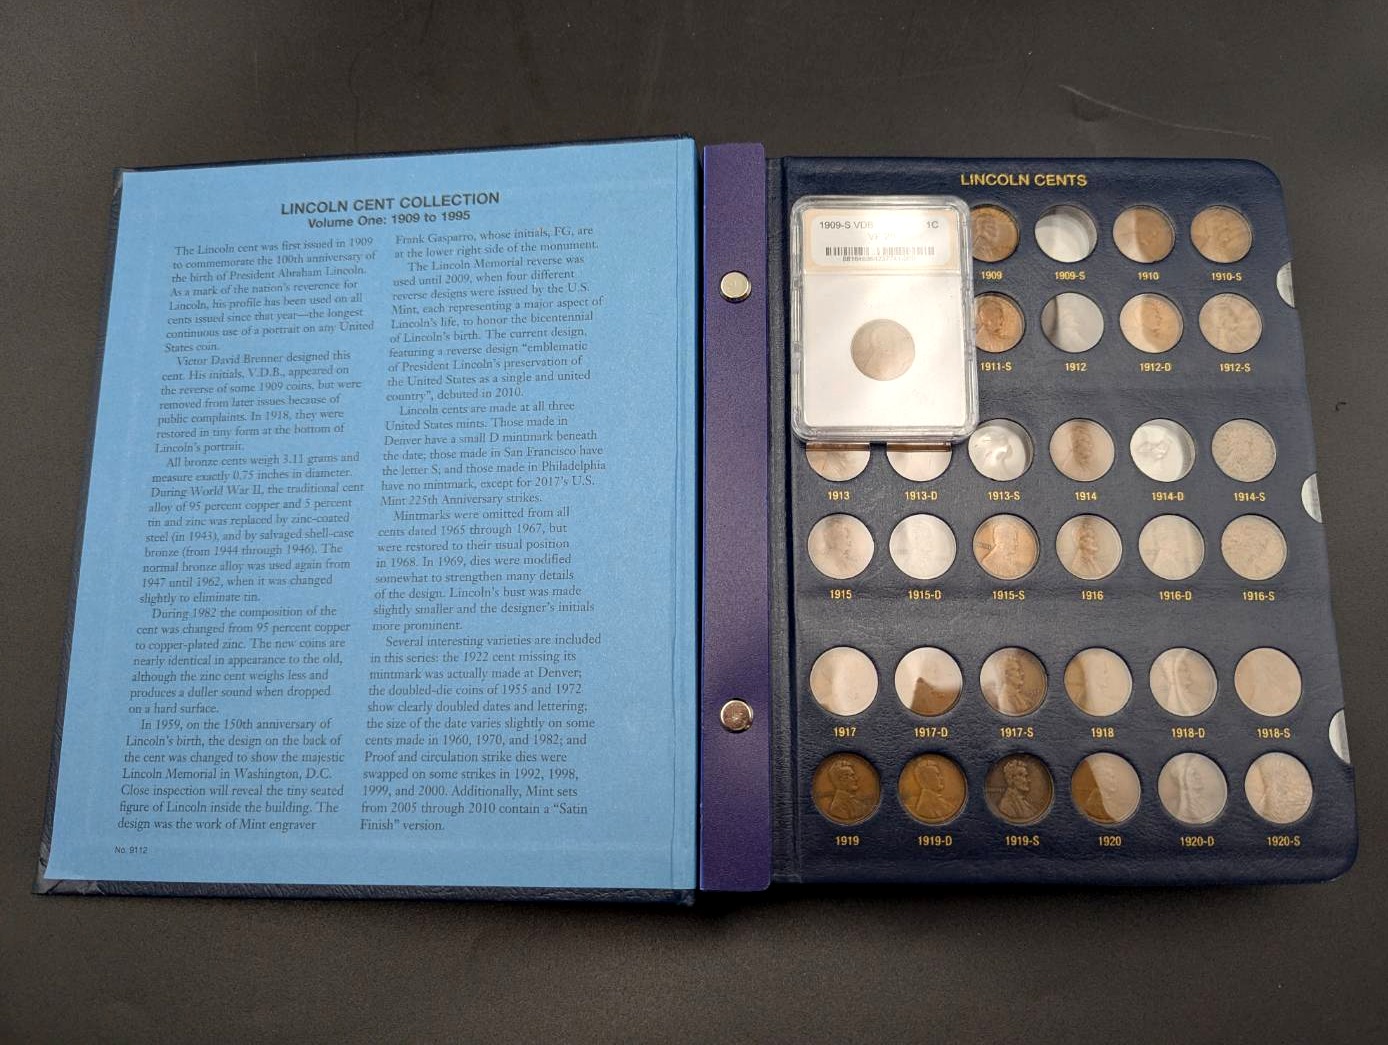 LINCOLN CENT COLLECTION
Volume One: 1909 to 1995
The Lincoln cent was first issued in 1909
to commemorate the 100th anniversary of
the birth of President Abraham Lincoln.
As a mark of the nation's reverence for
Lincoln, his profile has been used on all
cents issued since that year—the longest
continuous use of a portrait on any United
States coin.
Victor David Brenner designed this
cent. His initials, V.D.B., appeared on
the reverse of some 1909 coins, but were
removed from later issues because of
public complaints. In 1918, they were
restored in tiny form at the bottom of
Lincoln's portrait.
All bronze cents weigh 3.11 grams and
measure exactly 0.75 inches in diameter.
During World War II, the traditional cent
alloy of 95 percent copper and 5 percent
tin and zinc was replaced by zinc-coated
steel (in 1943), and by salvaged shell-case
bronze (from 1944 through 1946). The
normal bronze alloy was used again from
1947 until 1962, when it was changed
slightly to eliminate tin.
During 1982 the composition of the
cent was changed from 95 percent copper
to copper-plated zinc. The new coins are
nearly identical in appearance to the old,
although the zinc cent weighs less and
produces a duller sound when dropped
on a hard surface.
In 1959, on the 150th anniversary of
Lincoln's birth, the design on the back of
the cent was changed to show the majestic
Lincoln Memorial in Washington, D.C.
Close inspection will reveal the tiny seated
figure of Lincoln inside the building. The
design was the work of Mint engraver
Frank Gasparro, whose initials, FG, are
at the lower right side of the monument.
The Lincoln Memorial reverse was
used until 2009, when four different
reverse designs were issued by the U.S.
Mint, each representing a major aspect of
Lincoln's life, to honor the bicentennial
of Lincoln's birth. The current design,
featuring a reverse design "emblematic
of President Lincoln's preservation of
the United States as a single and united
country", debuted in 2010.
Lincoln cents are made at all three
United States mints. Those made in
Denver have a small D mintmark beneath
the date; those made in San Francisco have
the letter S; and those made in Philadelphia
have no mintmark, except for 2017's U.S.
Mint 225th Anniversary strikes.
Mintmarks were omitted from all
cents dated 1965 through 1967, but
were restored to their usual position
in 1968. In 1969, dies were modified
somewhat to strengthen many details
of the design. Lincoln's bust was made
slightly smaller and the designer's initials
more prominent.
Several interesting varieties are included
in this series: the 1922 cent missing its
mintmark was actually made at Denver;
the doubled-die coins of 1955 and 1972
show clearly doubled dates and lettering;
the size of the date varies slightly on some
cents made in 1960, 1970, and 1982; and
Proof and circulation strike dies were
swapped on some strikes in 1992, 1998,
1999, and 2000. Additionally, Mint sets
from 2005 through 2010 contain a "Satin
Finish" version.
No. 9112
LINCOLN CENTS
1909-S VDB 1C
1909 1909-S 1910 1910-S
1911-S 1912 1912-D 1912-S
1913 1913-D 1913-S 1914 1914-D 1914-S
1915 1915-D 1915-S 1916 1916-D 1916-S
1917 1917-D 1917-S 1918 1918-D 1918-S
1919 1919-D 1919-S 1920 1920-D 1920-S